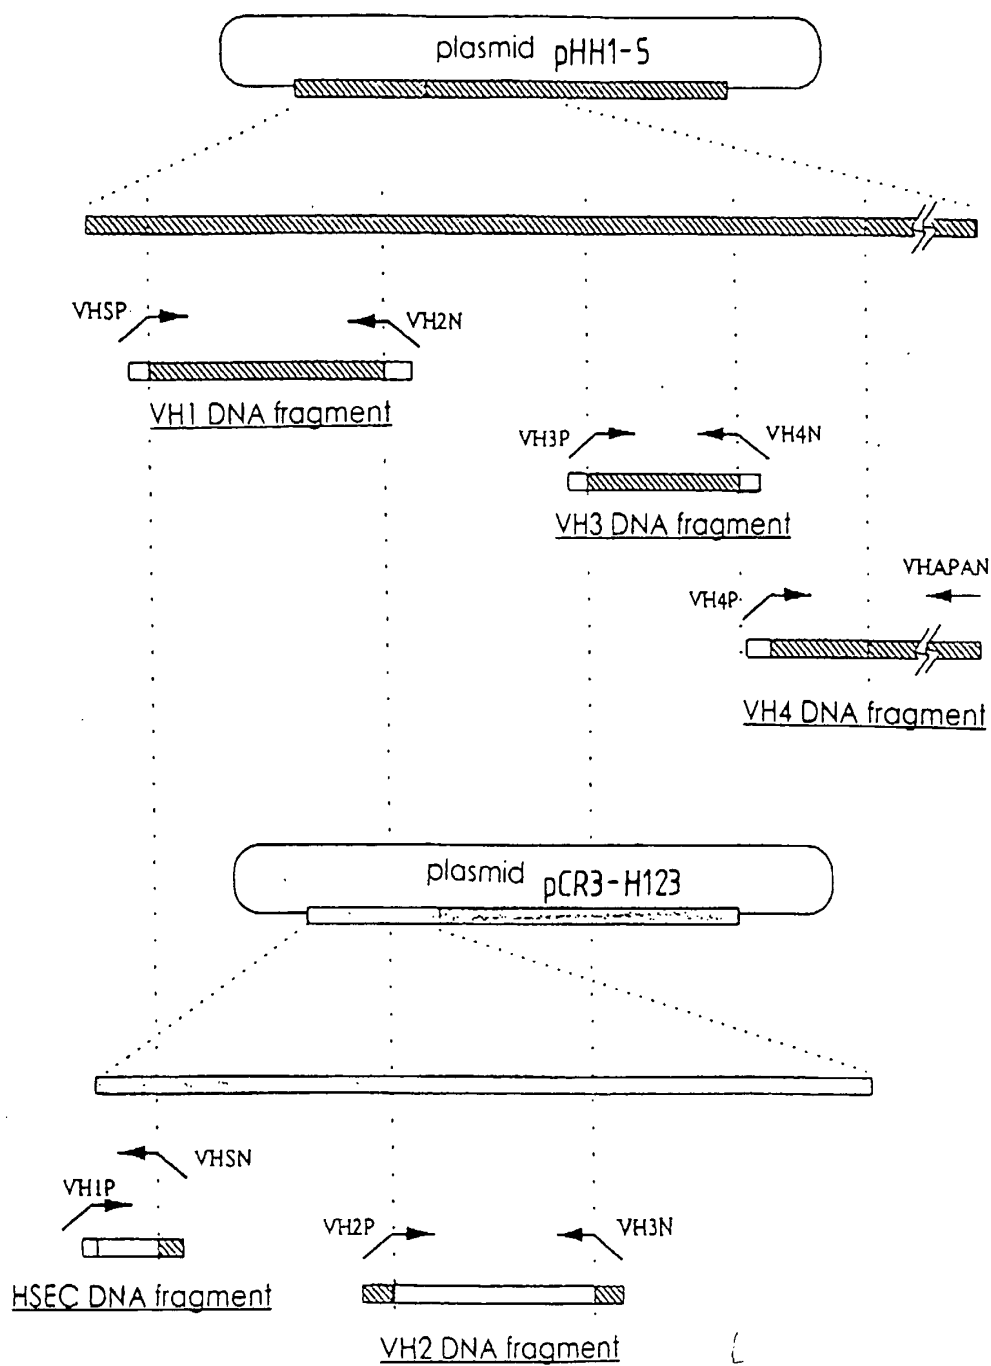 plasmid pHH1-S
VHSP
VH2N
VH1 DNA fragment
VH3P
VH4N
VH3 DNA fragment
VHAPAN
VH4P
VH4 DNA fragment
plasmid pCR3-H123
VHSN
VH1P
VH2P
VH3N
HSEC DNA fragment
VH2 DNA fragment